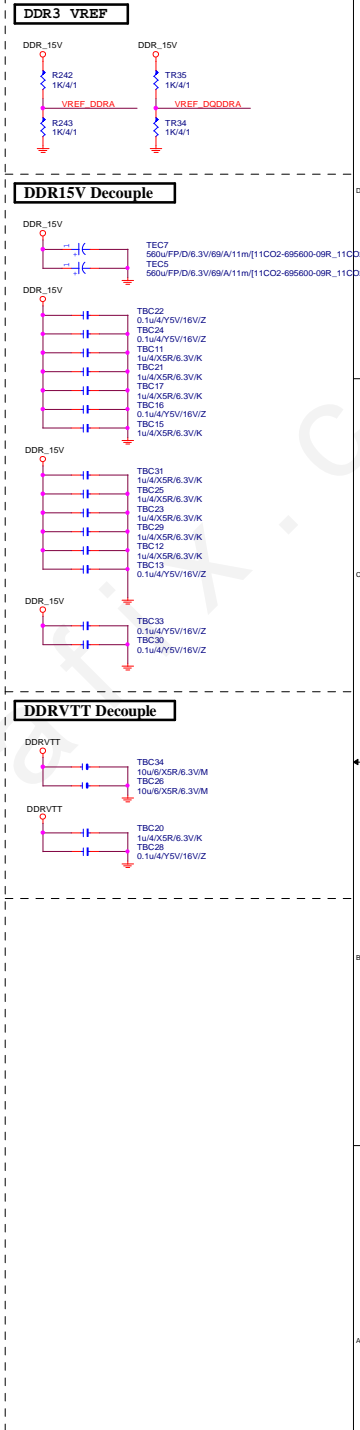 DDR3 VREF
DDR_15V DDR_15V
R242 TR35
1K/4/1 1K/4/1
VREF_DDRA VREF_DQDDRA
R243 TR34
1K/4/1 1K/4/1
DDR15V Decouple
D
DDR_15V
1
TEC7
560u/FP/D/6.3V/69/A/11m/[11CO2-695600-09R_11CO
1
TEC5
560u/FP/D/6.3V/69/A/11m/[11CO2-695600-09R_11CO
DDR_15V
TBC22
0.1u/4/Y5V/16V/Z
TBC24
0.1u/4/Y5V/16V/Z
TBC11
1u/4/X5R/6.3V/K
TBC21
1u/4/X5R/6.3V/K
TBC17
1u/4/X5R/6.3V/K
TBC16
0.1u/4/Y5V/16V/Z
TBC15
1u/4/X5R/6.3V/K
DDR_15V
TBC31
1u/4/X5R/6.3V/K
TBC25
1u/4/X5R/6.3V/K
TBC23
1u/4/X5R/6.3V/K
TBC29
1u/4/X5R/6.3V/K
TBC12
1u/4/X5R/6.3V/K
TBC13
0.1u/4/Y5V/16V/Z
C
DDR_15V
TBC33
0.1u/4/Y5V/16V/Z
TBC30
0.1u/4/Y5V/16V/Z
DDRVTT Decouple
DDRVTT
TBC34
10u/6/X5R/6.3V/M
TBC26
10u/6/X5R/6.3V/M
DDRVTT
TBC20
1u/4/X5R/6.3V/K
TBC28
0.1u/4/Y5V/16V/Z
B
A